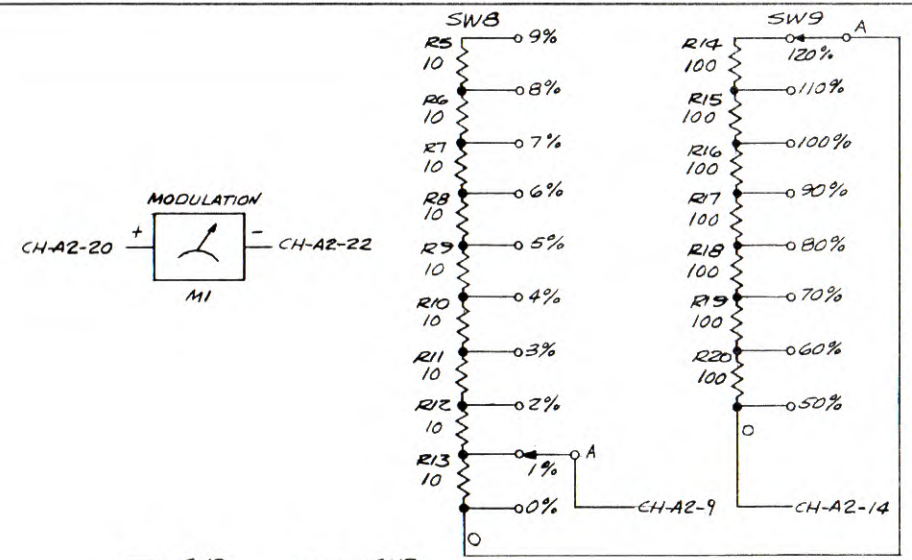 SW8
R5
10
9%
R6
10
8%
R7
10
7%
R8
10
6%
R9
10
5%
R10
10
4%
R11
10
3%
R12
10
2%
R13
10
1%
A
0%
CH-A2-9
O
MODULATION
CH-A2-20
+
-
CH-A2-22
M1
SW9
A
R14
100
120%
R15
100
110%
R16
100
100%
R17
100
90%
R18
100
80%
R19
100
70%
R20
100
60%
50%
O
CH-A2-14